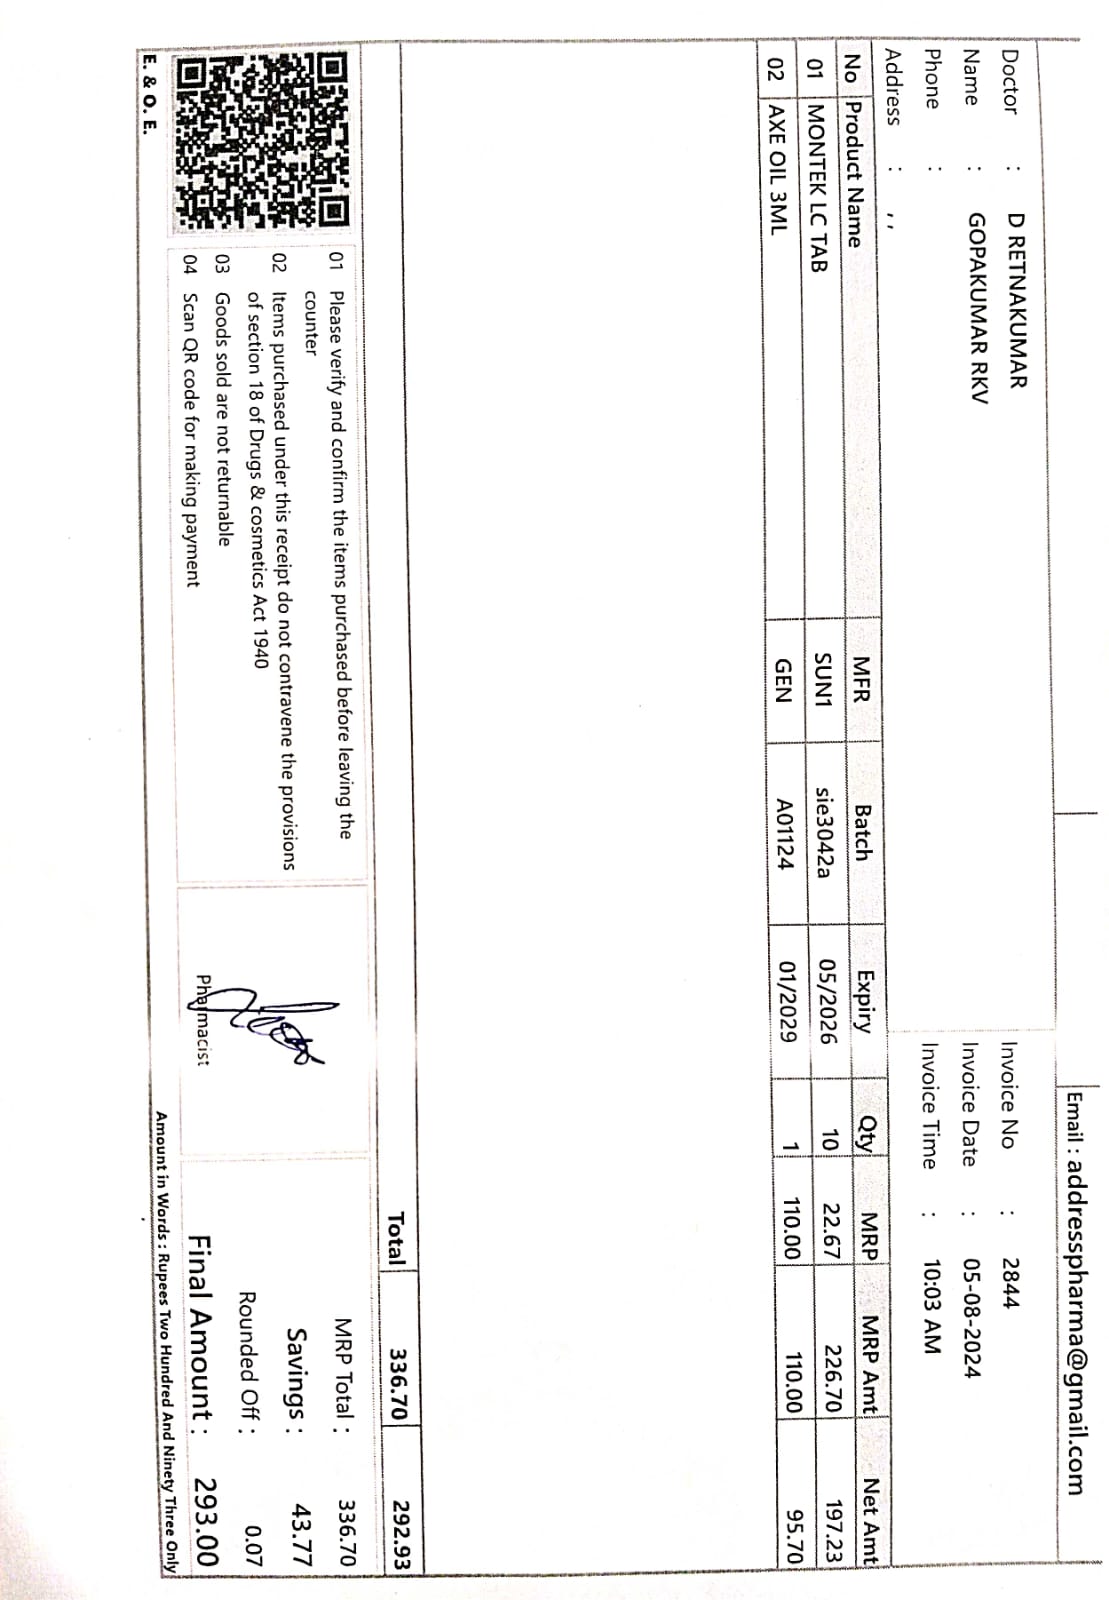 Email : addresspharma@gmail.com
Doctor : D RETNAKUMAR
Name : GOPAKUMAR RKV
Phone :
Address : , ,
Invoice No : 2844
Invoice Date : 05-08-2024
Invoice Time : 10:03 AM
No Product Name MFR Batch Expiry Qty MRP MRP Amt Net Amt
01 MONTEK LC TAB SUN1 sie3042a 05/2026 10 22.67 226.70 197.23
02 AXE OIL 3ML GEN A01124 01/2029 1 110.00 110.00 95.70
Total 336.70 292.93
01 Please verify and confirm the items purchased before leaving the
counter
02 Items purchased under this receipt do not contravene the provisions
of section 18 of Drugs & cosmetics Act 1940
03 Goods sold are not returnable
04 Scan QR code for making payment
E. & O. E.
Pharmacist
MRP Total : 336.70
Savings : 43.77
Rounded Off : 0.07
Final Amount : 293.00
Amount in Words : Rupees Two Hundred And Ninety Three Only